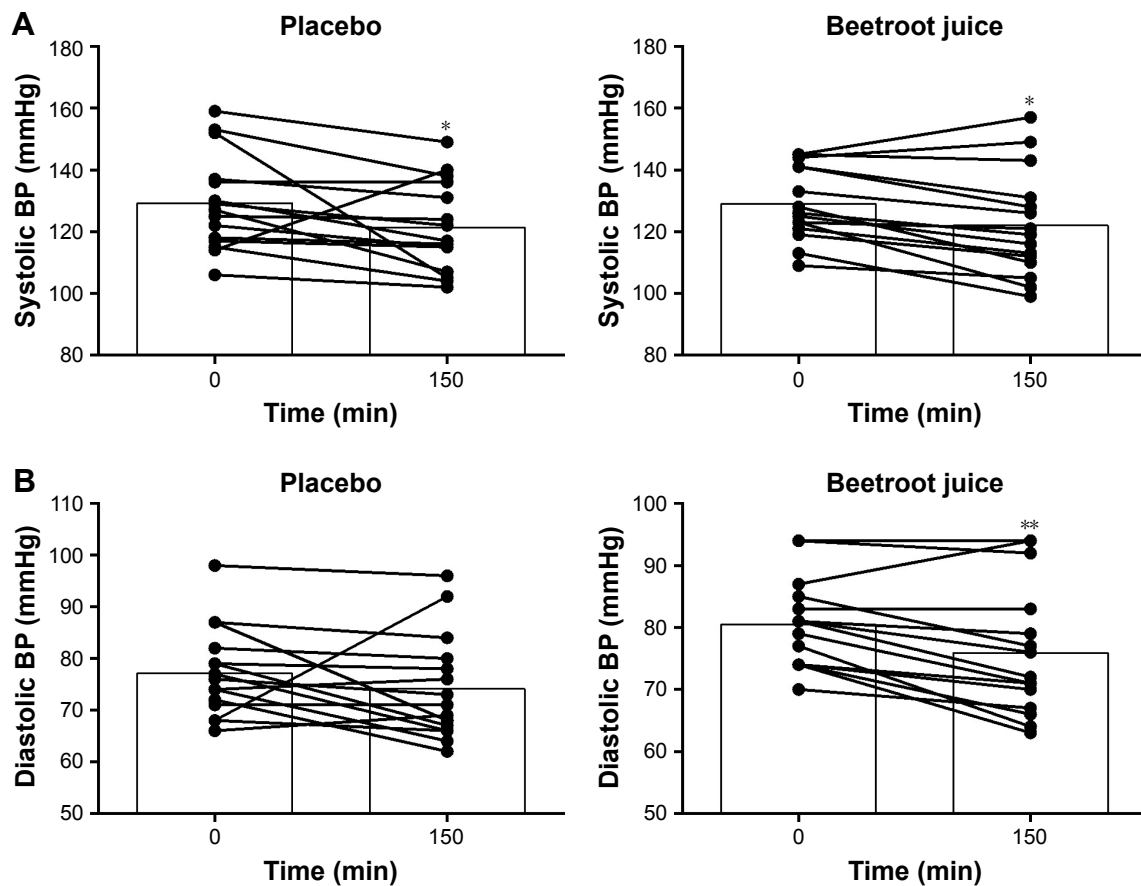 A
Placebo
Beetroot juice
Systolic BP (mmHg)
180
160
140
120
100
80
*
0
150
Time (min)
Systolic BP (mmHg)
180
160
140
120
100
80
*
0
150
Time (min)
B
Placebo
Beetroot juice
Diastolic BP (mmHg)
110
100
90
80
70
60
50
0
150
Time (min)
Diastolic BP (mmHg)
100
90
80
70
60
50
**
0
150
Time (min)